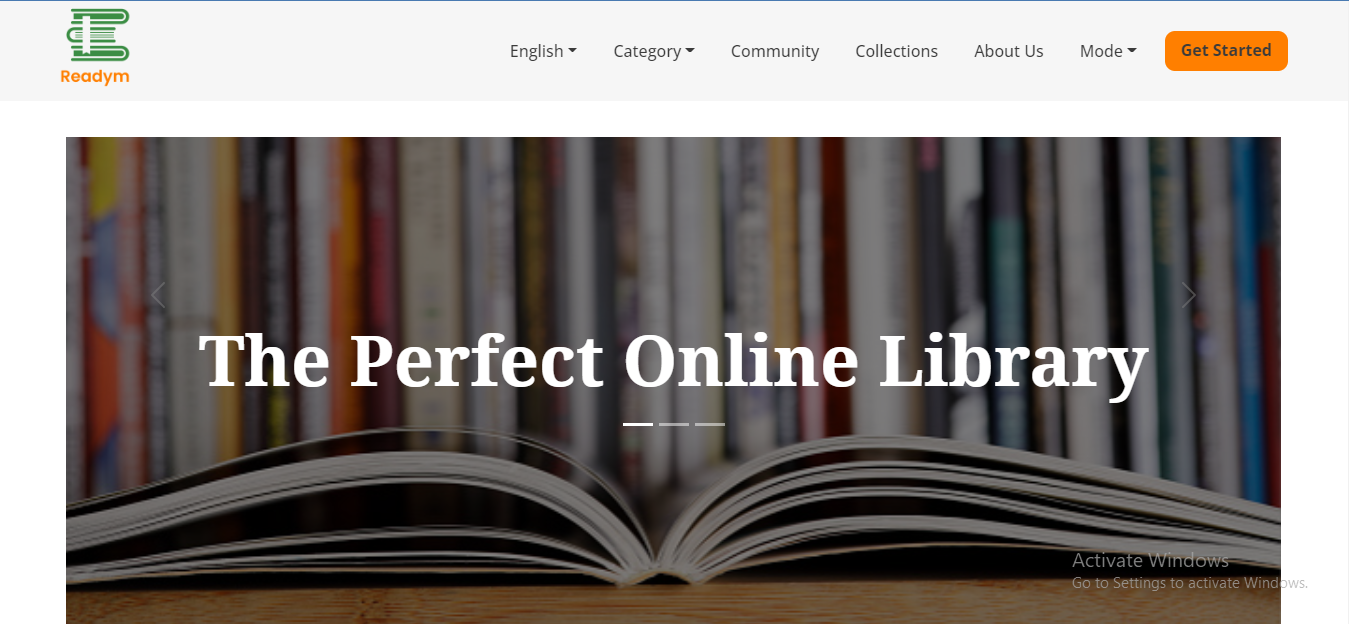 Readym
English
Category
Community
Collections
About Us
Mode
Get Started
The Perfect Online Library
Activate Windows
Go to Settings to activate Windows.